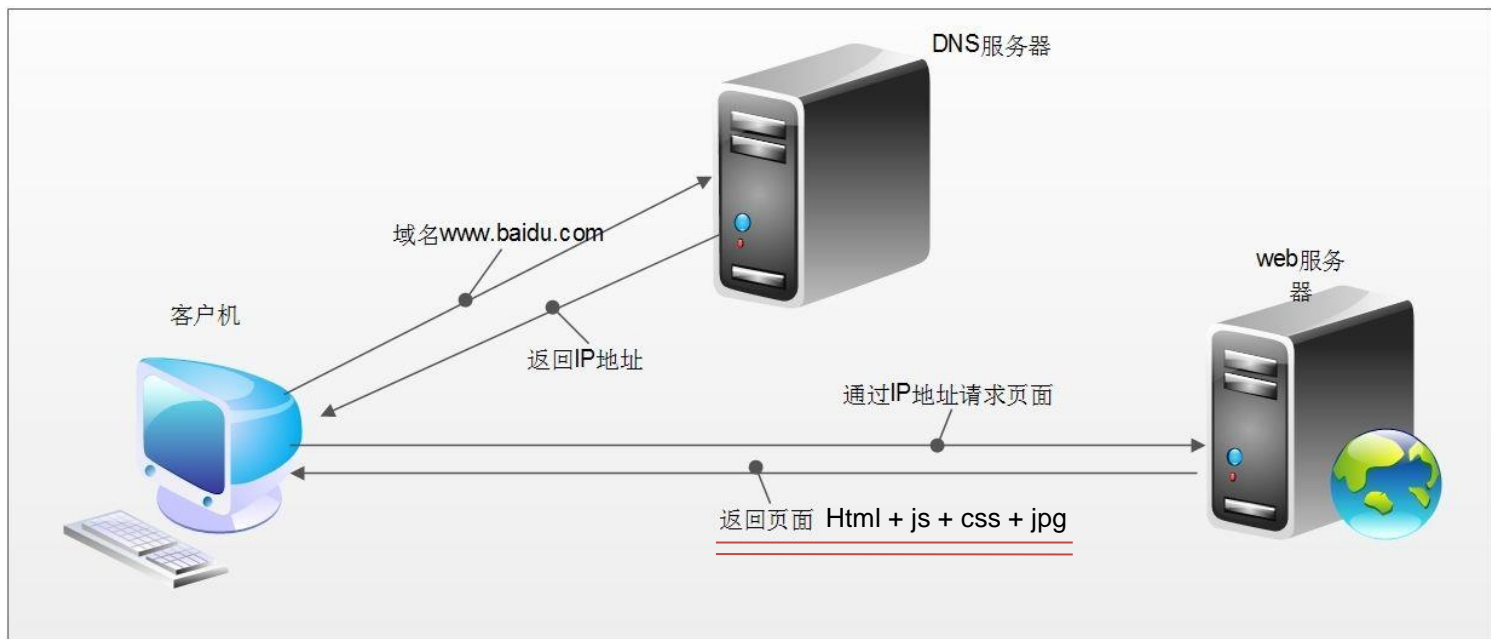 DNS服务器
域名www.baidu.com
web服务
器
客户机
返回IP地址
通过IP地址请求页面
返回页面 Html + js + css + jpg